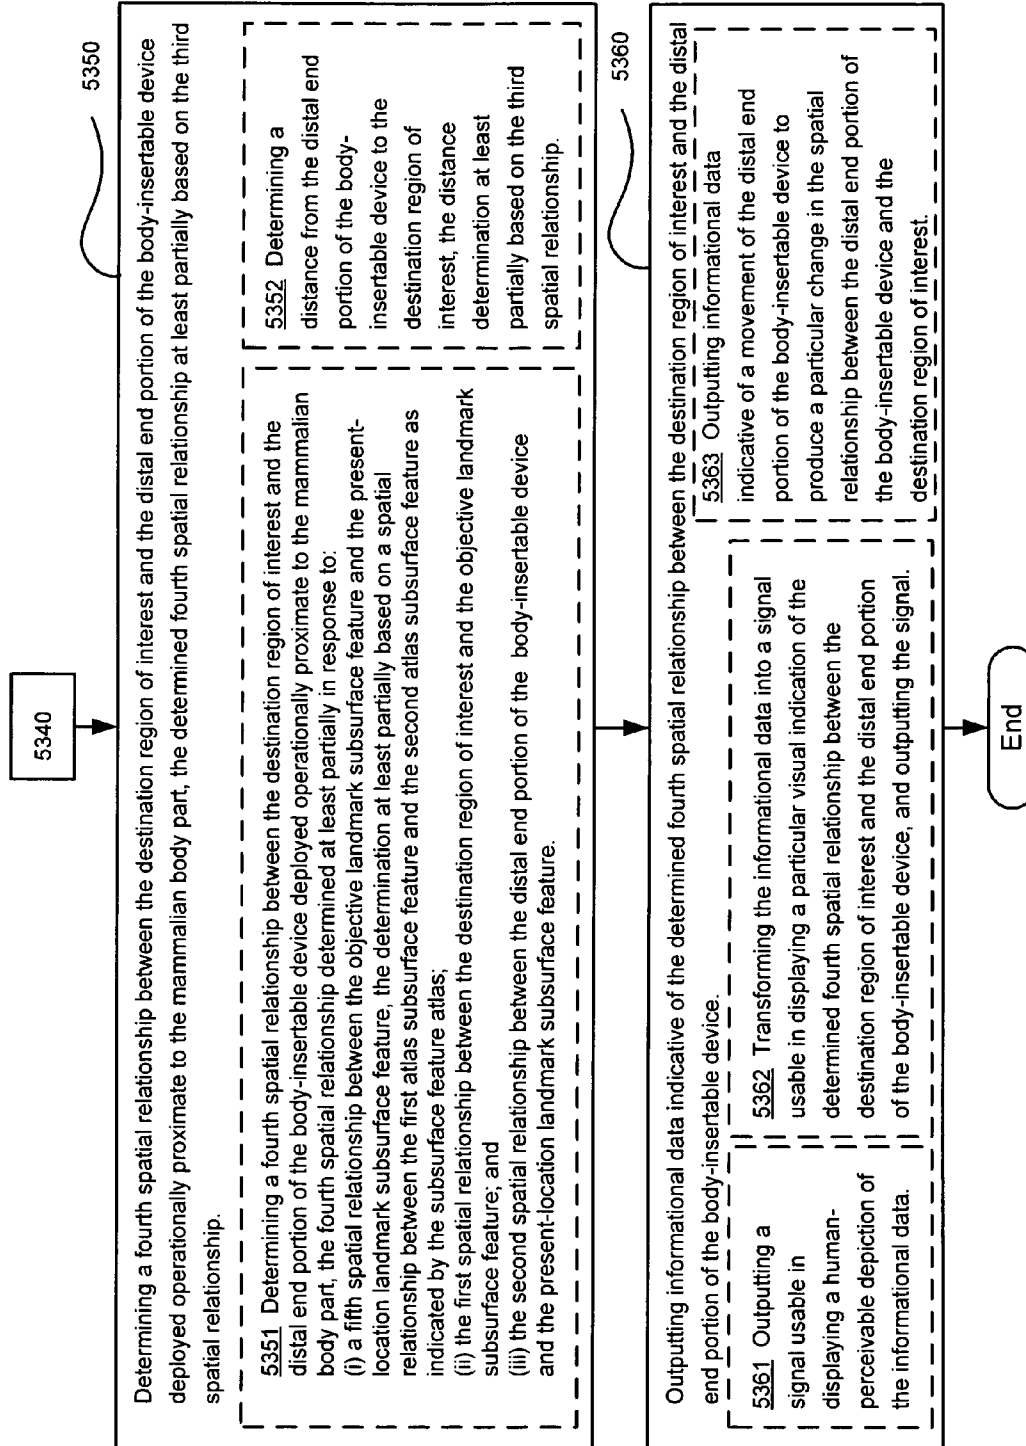 5340
5350
Determining a fourth spatial relationship between the destination region of interest and the distal end portion of the body-insertable device
deployed operationally proximate to the mammalian body part, the determined fourth spatial relationship at least partially based on the third
spatial relationship.
5351 Determining a fourth spatial relationship between the destination region of interest and the
distal end portion of the body-insertable device deployed operationally proximate to the mammalian
body part, the fourth spatial relationship determined at least partially in response to:
(i) a fifth spatial relationship between the objective landmark subsurface feature and the present-
location landmark subsurface feature, the determination at least partially based on a spatial
relationship between the first atlas subsurface feature and the second atlas subsurface feature as
indicated by the subsurface feature atlas;
(ii) the first spatial relationship between the destination region of interest and the objective landmark
subsurface feature; and
(iii) the second spatial relationship between the distal end portion of the body-insertable device
and the present-location landmark subsurface feature.
5352 Determining a
distance from the distal end
portion of the body-
insertable device to the
destination region of
interest, the distance
determination at least
partially based on the third
spatial relationship.
5360
Outputting informational data indicative of the determined fourth spatial relationship between the destination region of interest and the distal
end portion of the body-insertable device.
5361 Outputting a
signal usable in
displaying a human-
perceivable depiction of
the informational data.
5362 Transforming the informational data into a signal
usable in displaying a particular visual indication of the
determined fourth spatial relationship between the
destination region of interest and the distal end portion
of the body-insertable device, and outputting the signal.
5363 Outputting informational data
indicative of a movement of the distal end
portion of the body-insertable device to
produce a particular change in the spatial
relationship between the distal end portion of
the body-insertable device and the
destination region of interest.
End